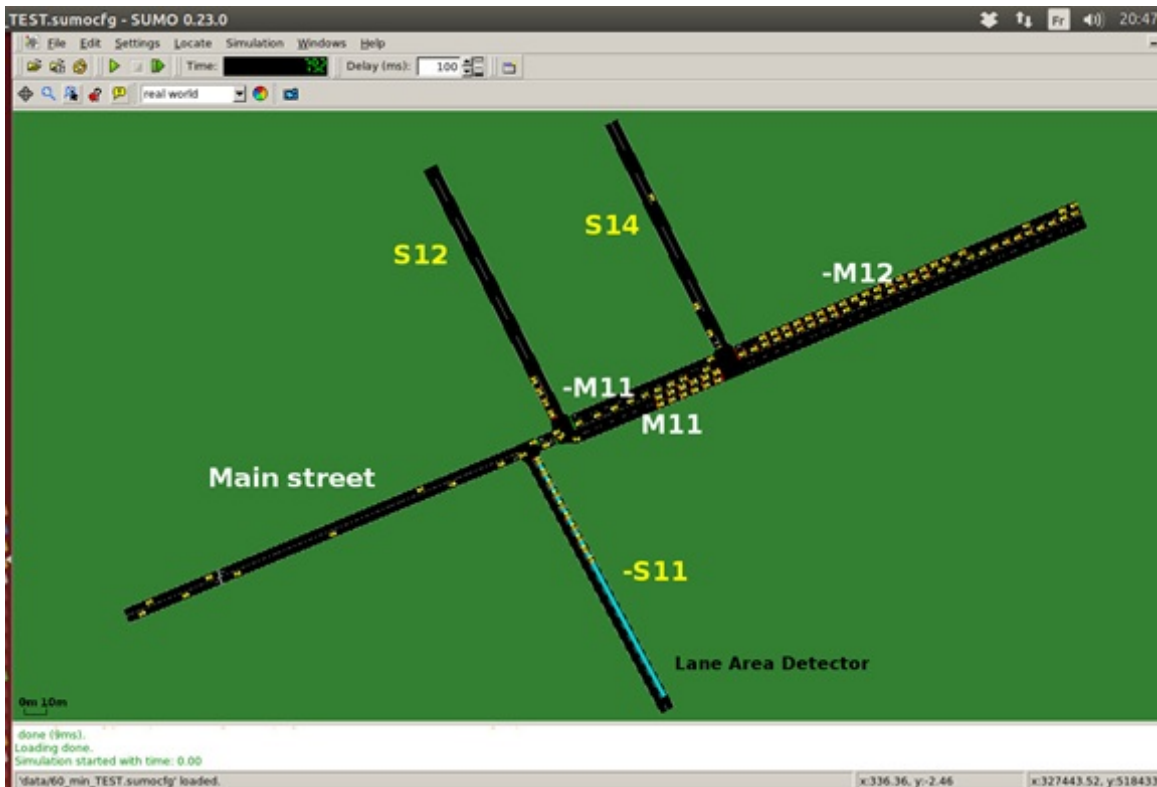 _TEST.sumocfg - SUMO 0.23.0
Fr
20:47
File Edit Settings Locate Simulation Windows Help
Time:
Delay (ms): 100
real world
S12
S14
-M12
-M11
M11
Main street
-S11
Lane Area Detector
0m 10m
done (9ms).
Loading done.
Simulation started with time: 0.00
'data/60_min_TEST.sumocfg' loaded.
x:336.36, y:-2.46
x:327443.52, y:518433